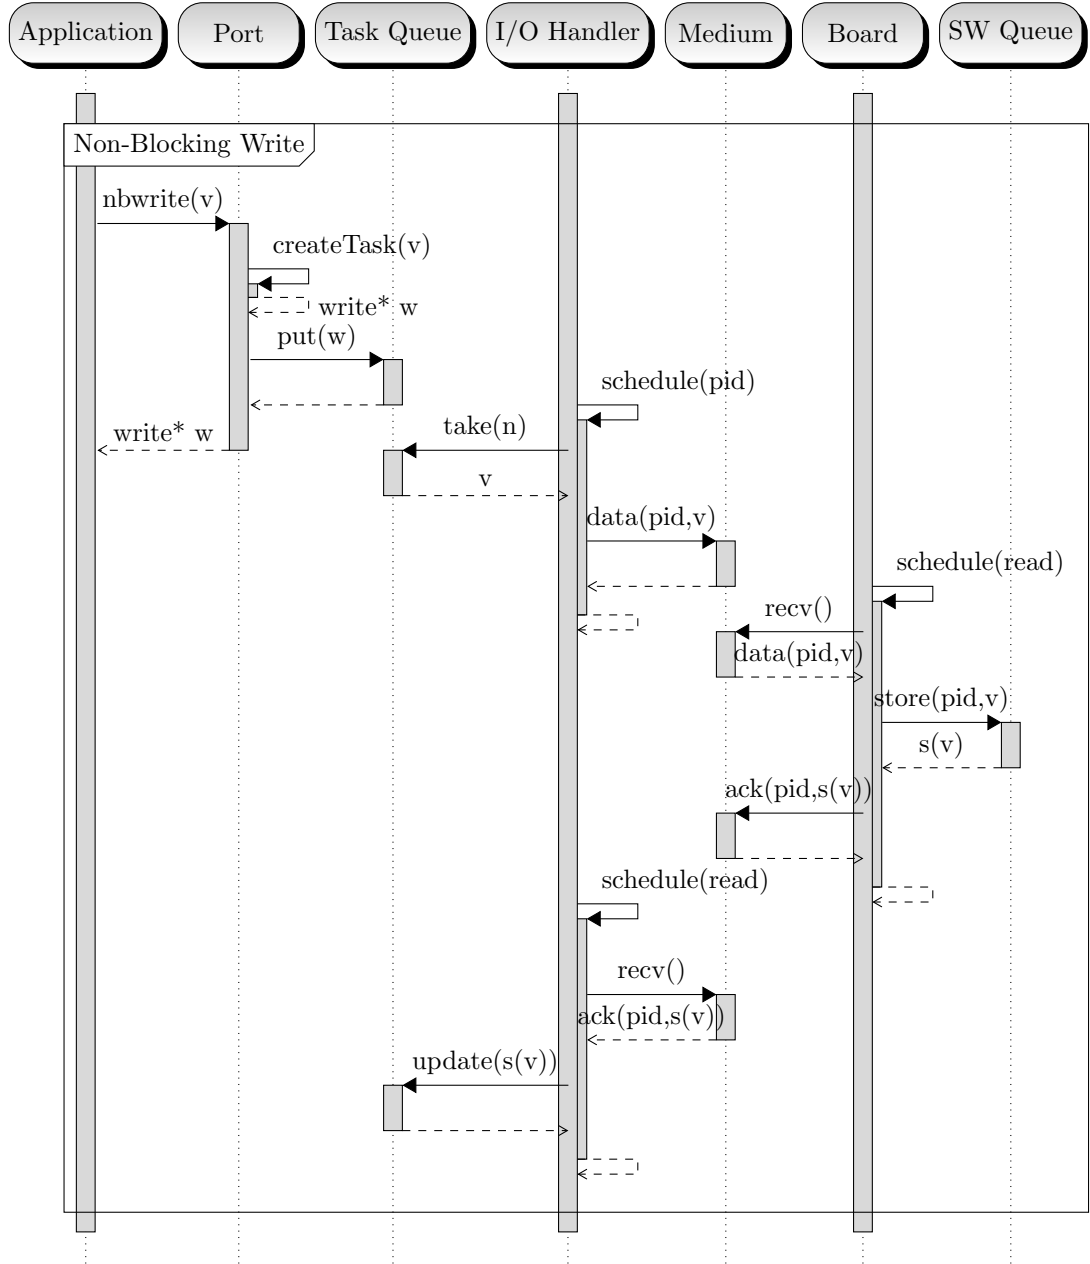 Application
Port
Task Queue
I/O Handler
Medium
Board
SW Queue
Non-Blocking Write
nbwrite(v)
createTask(v)
write* w
put(w)
schedule(pid)
take(n)
write* w
v
data(pid,v)
schedule(read)
recv()
data(pid,v)
store(pid,v)
s(v)
ack(pid,s(v))
schedule(read)
recv()
ack(pid,s(v))
update(s(v))